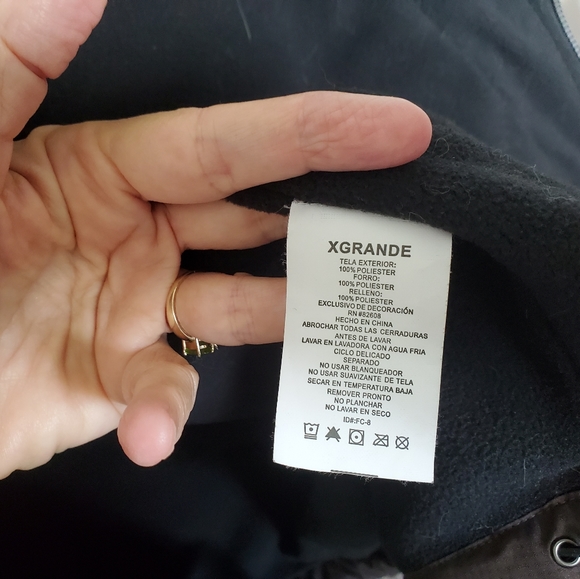 XGRANDE
TELA EXTERIOR:
100% POLIESTER
FORRO:
100% POLIESTER
RELLENO:
100% POLIESTER
EXCLUSIVO DE DECORACIÓN
RN#82608
HECHO EN CHINA
ABROCHAR TODAS LAS CERRADURAS
ANTES DE LAVAR
LAVAR EN LAVADORA CON AGUA FRIA
CICLO DELICADO
SEPARADO
NO USAR BLANQUEADOR
NO USAR SUAVIZANTE DE TELA
SECAR EN TEMPERATURA BAJA
REMOVER PRONTO
NO PLANCHAR
NO LAVAR EN SECO
ID#:FC-8